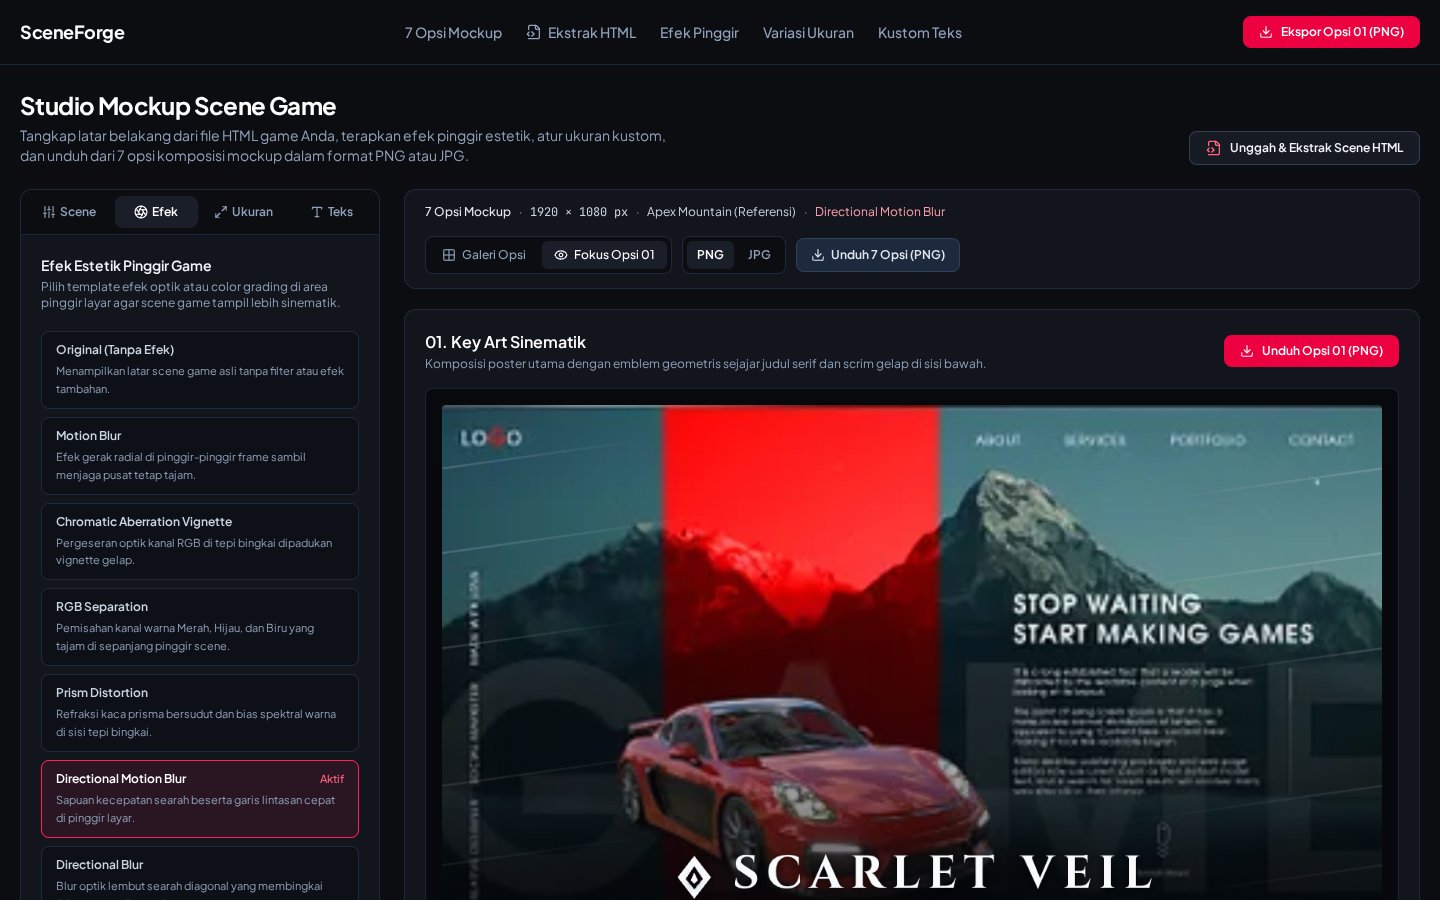 SceneForge
7 Opsi Mockup
Ekstrak HTML
Efek Pinggir
Variasi Ukuran
Kustom Teks
Ekspor Opsi 01 (PNG)
Studio Mockup Scene Game
Tangkap latar belakang dari file HTML game Anda, terapkan efek pinggir estetik, atur ukuran kustom,
dan unduh dari 7 opsi komposisi mockup dalam format PNG atau JPG.
Unggah & Ekstrak Scene HTML
Scene
Efek
Ukuran
Teks
Efek Estetik Pinggir Game
Pilih template efek optik atau color grading di area
pinggir layar agar scene game tampil lebih sinematik.
Original (Tanpa Efek)
Menampilkan latar scene game asli tanpa filter atau efek
tambahan.
Motion Blur
Efek gerak radial di pinggir-pinggir frame sambil
menjaga pusat tetap tajam.
Chromatic Aberration Vignette
Pergeseran optik kanal RGB di tepi bingkai dipadukan
vignette gelap.
RGB Separation
Pemisahan kanal warna Merah, Hijau, dan Biru yang
tajam di sepanjang pinggir scene.
Prism Distortion
Refraksi kaca prisma bersudut dan bias spektral warna
di sisi tepi bingkai.
Directional Motion Blur
Aktif
Sapuan kecepatan searah beserta garis lintasan cepat
di pinggir layar.
Directional Blur
Blur optik lembut searah diagonal yang membingkai
7 Opsi Mockup · 1920 × 1080 px · Apex Mountain (Referensi) · Directional Motion Blur
Galeri Opsi
Fokus Opsi 01
PNG
JPG
Unduh 7 Opsi (PNG)
01. Key Art Sinematik
Komposisi poster utama dengan emblem geometris sejajar judul serif dan scrim gelap di sisi bawah.
Unduh Opsi 01 (PNG)
LOGO
ABOUT
SERVICES
PORTFOLIO
CONTACT
STOP WAITING
START MAKING GAMES
SCARLET VEIL